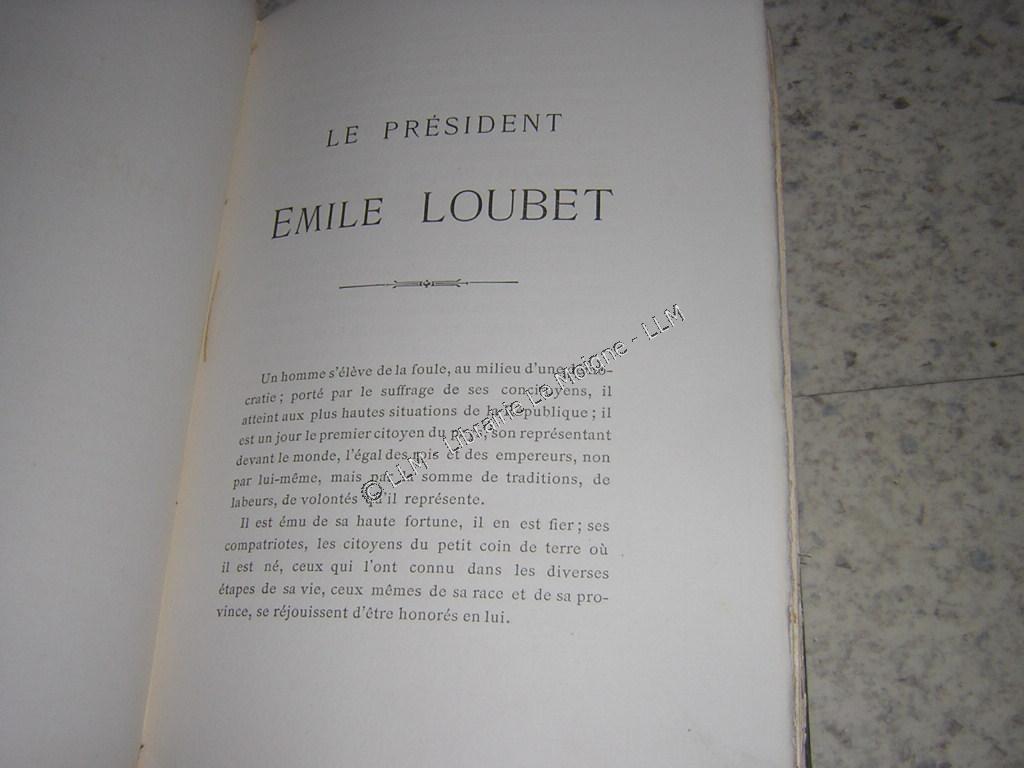 LE PRÉSIDENT
EMILE LOUBET
Un homme s'élève de la foule, au milieu d'une démo-
cratie ; porté par le suffrage de ses concitoyens, il
atteint aux plus hautes situations de la République ; il
est un jour le premier citoyen du pays, son représentant
devant le monde, l'égal des rois et des empereurs, non
par lui-même, mais par la somme de traditions, de
labeurs, de volontés qu'il représente.
Il est ému de sa haute fortune, il en est fier ; ses
compatriotes, les citoyens du petit coin de terre où
il est né, ceux qui l'ont connu dans les diverses
étapes de sa vie, ceux mêmes de sa race et de sa pro-
vince, se réjouissent d'être honorés en lui.
© LLM - Librairie Le Moigne - LLM